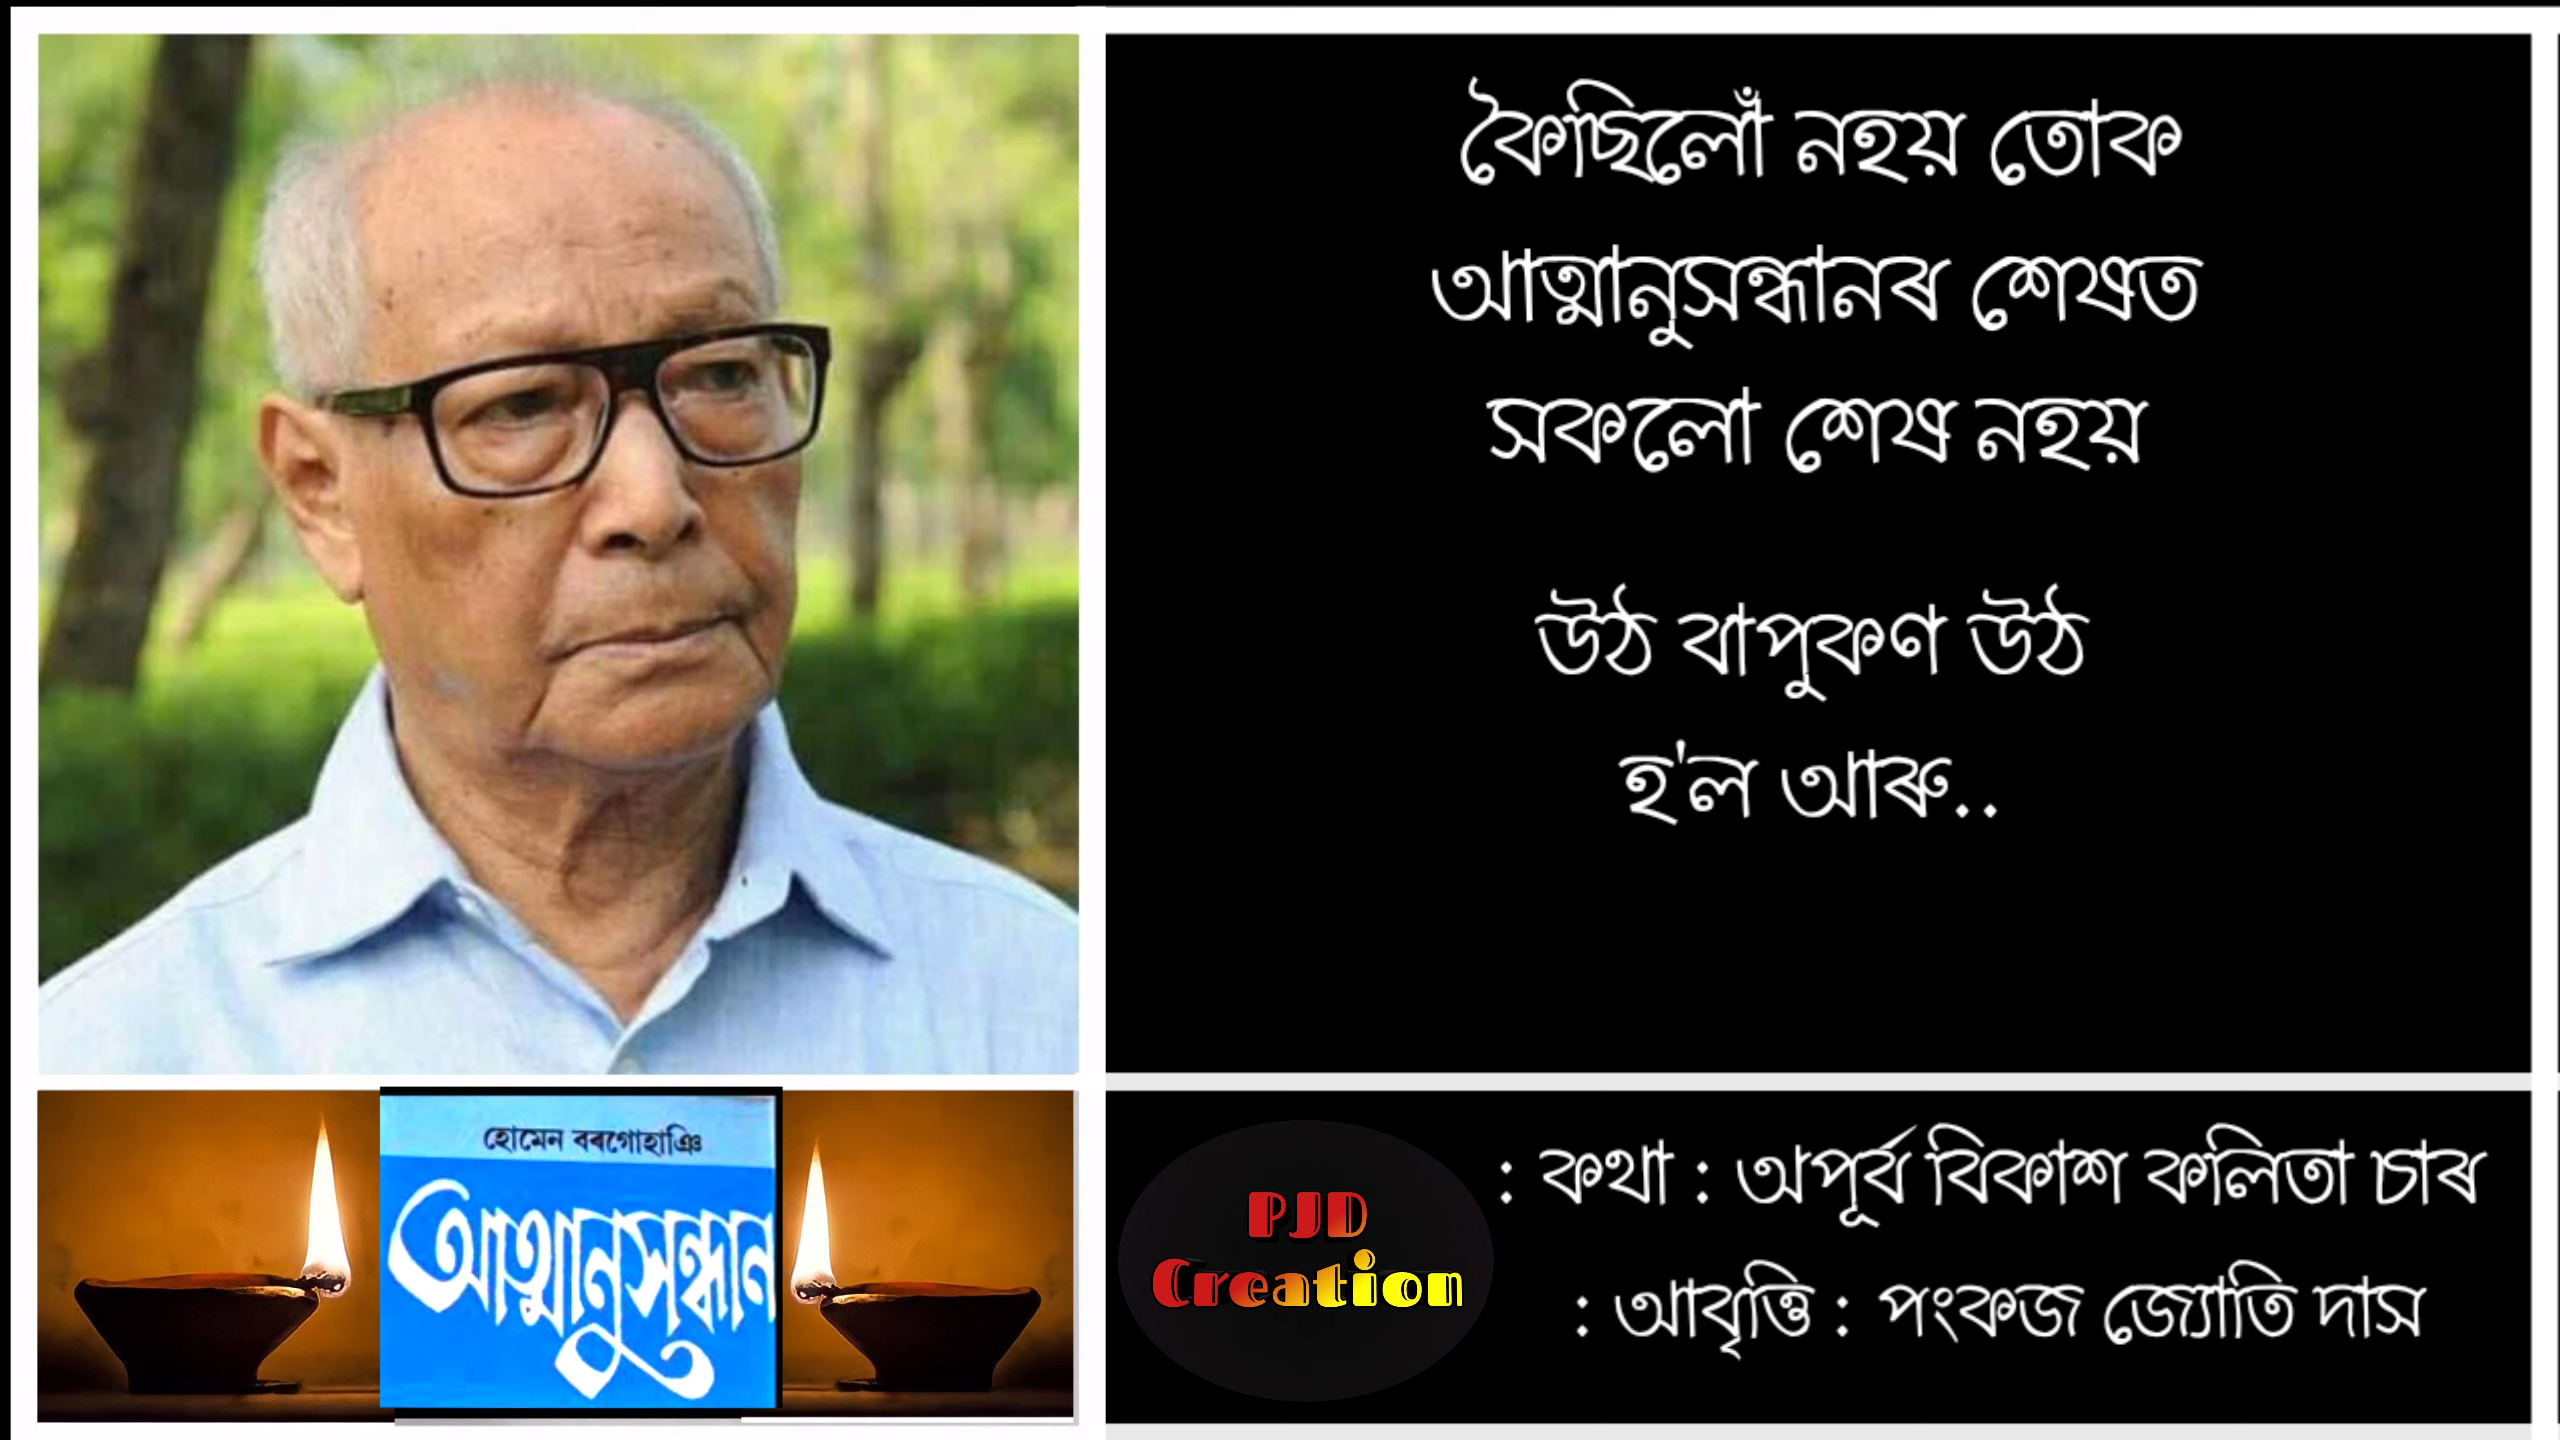 কৈছিলোঁ নহয় তোক
আত্মানুসন্ধানৰ শেষত
সকলো শেষ নহয়
উঠ বাপুকণ উঠ
হ'ল আৰু..
হোমেন বৰগোহাঞি
আত্মানুসন্ধান
PJD
Creation
: কথা : অপূৰ্ব বিকাশ কলিতা চাৰ
: আবৃত্তি : পংকজ জ্যোতি দাস